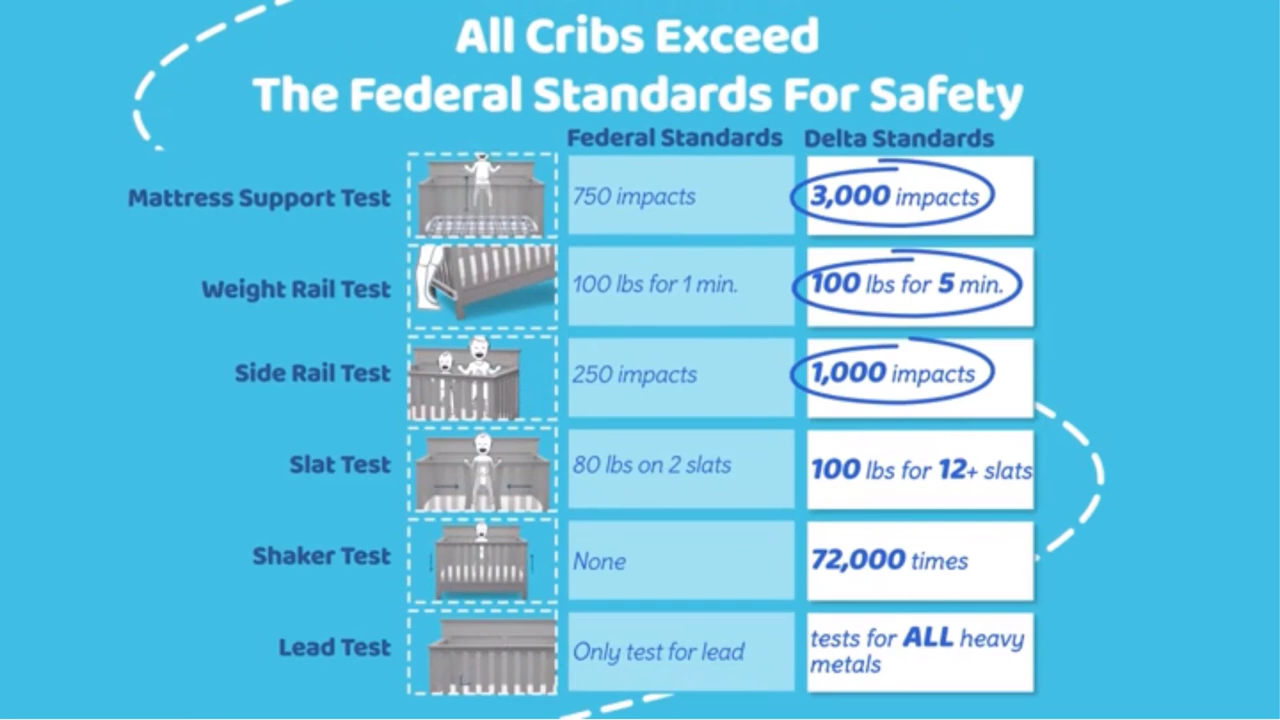 All Cribs Exceed
The Federal Standards For Safety
Federal Standards Delta Standards
Mattress Support Test 750 impacts 3,000 impacts
Weight Rail Test 100 lbs for 1 min. 100 lbs for 5 min.
Side Rail Test 250 impacts 1,000 impacts
Slat Test 80 lbs on 2 slats 100 lbs for 12+ slats
Shaker Test None 72,000 times
Lead Test Only test for lead tests for ALL heavy
metals